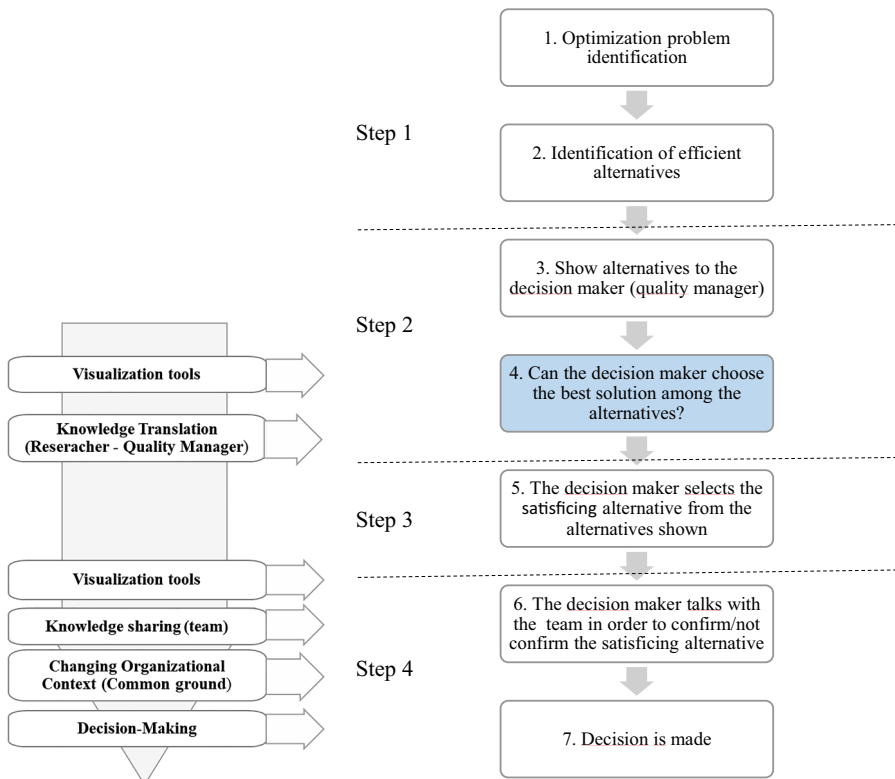 1. Optimization problem
identification
Step 1
2. Identification of efficient
alternatives
3. Show alternatives to the
decision maker (quality manager)
Step 2
Visualization tools
4. Can the decision maker choose
the best solution among the
alternatives?
Knowledge Translation
(Reseracher - Quality Manager)
5. The decision maker selects the
satisficing alternative from the
alternatives shown
Step 3
Visualization tools
6. The decision maker talks with
the team in order to confirm/not
confirm the satisficing alternative
Knowledge sharing (team)
Step 4
Changing Organizational
Context (Common ground)
Decision-Making
7. Decision is made